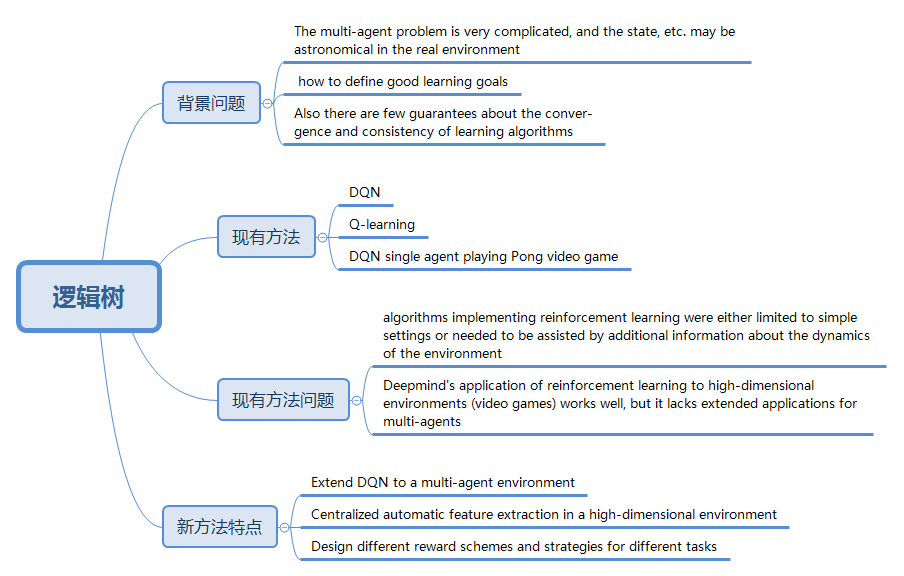 逻辑树
背景问题
The multi-agent problem is very complicated, and the state, etc. may be
astronomical in the real environment
how to define good learning goals
Also there are few guarantees about the conver-
gence and consistency of learning algorithms
现有方法
DQN
Q-learning
DQN single agent playing Pong video game
现有方法问题
algorithms implementing reinforcement learning were either limited to simple
settings or needed to be assisted by additional information about the dynamics
of the environment
Deepmind's application of reinforcement learning to high-dimensional
environments (video games) works well, but it lacks extended applications for
multi-agents
新方法特点
Extend DQN to a multi-agent environment
Centralized automatic feature extraction in a high-dimensional environment
Design different reward schemes and strategies for different tasks